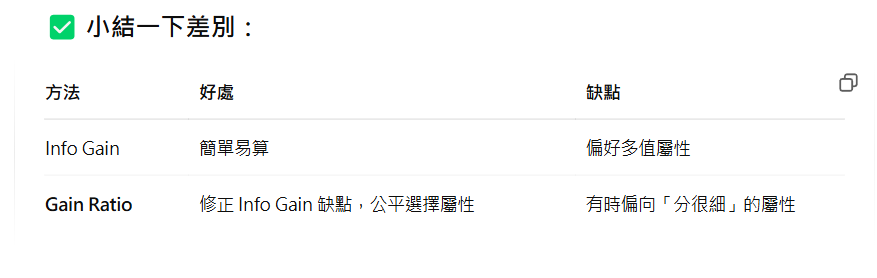 ✅ 小結一下差別：
方法 好處 缺點
Info Gain 簡單易算 偏好多值屬性
Gain Ratio 修正 Info Gain 缺點，公平選擇屬性 有時偏向「分很細」的屬性